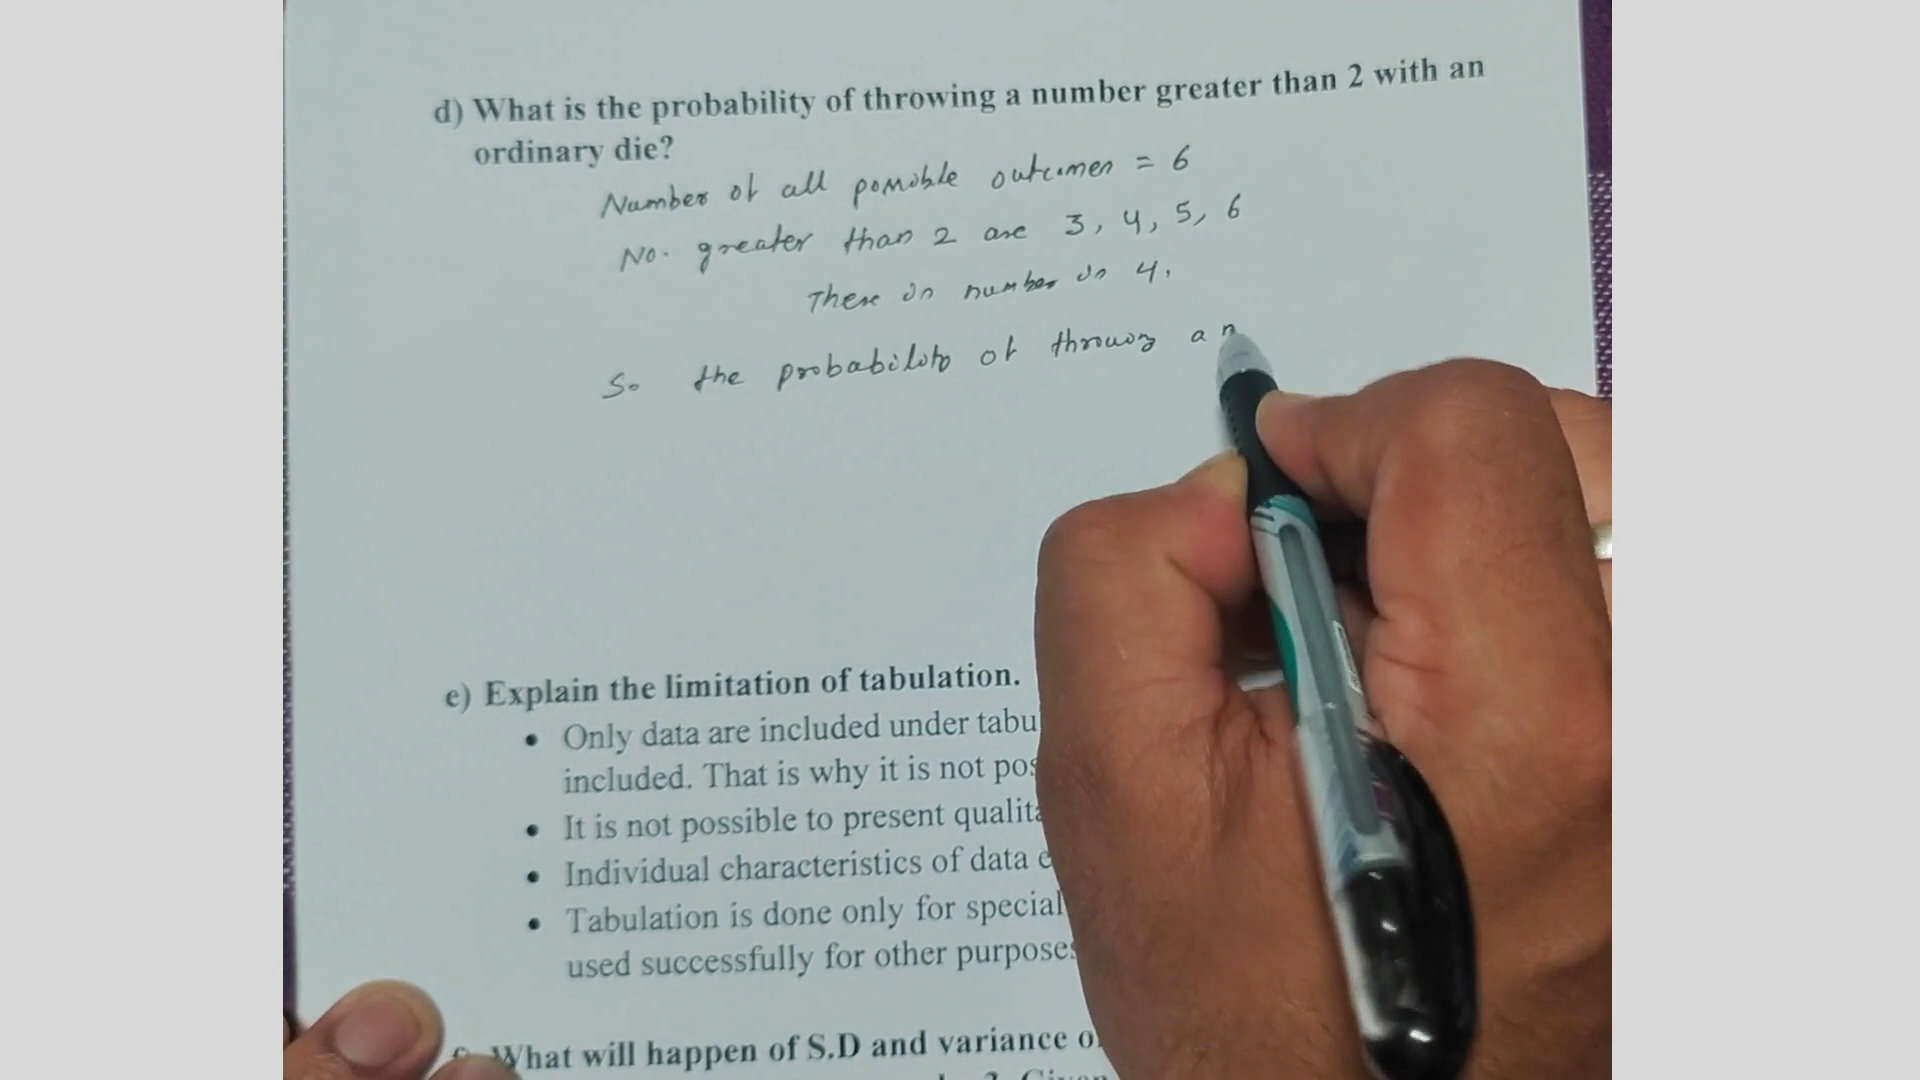 d) What is the probability of throwing a number greater than 2 with an
ordinary die?
Number of all possible outcomes = 6
No. greater than 2 are 3, 4, 5, 6
There in number is 4.
So the probability of throwing a n
e) Explain the limitation of tabulation.
• Only data are included under tabu
included. That is why it is not pos
• It is not possible to present qualita
• Individual characteristics of data
• Tabulation is done only for special
used successfully for other purposes
What will happen of S.D and variance